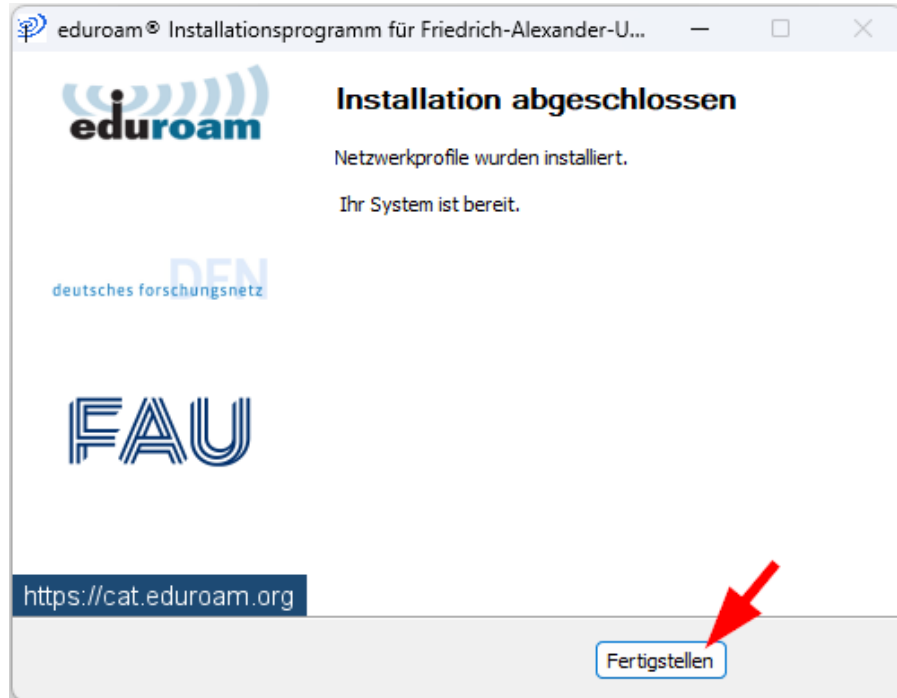 eduroam® Installationsprogramm für Friedrich-Alexander-U...
eduroam
Installation abgeschlossen
Netzwerkprofile wurden installiert.
Ihr System ist bereit.
DFN
deutsches forschungsnetz
FAU
https://cat.eduroam.org
Fertigstellen